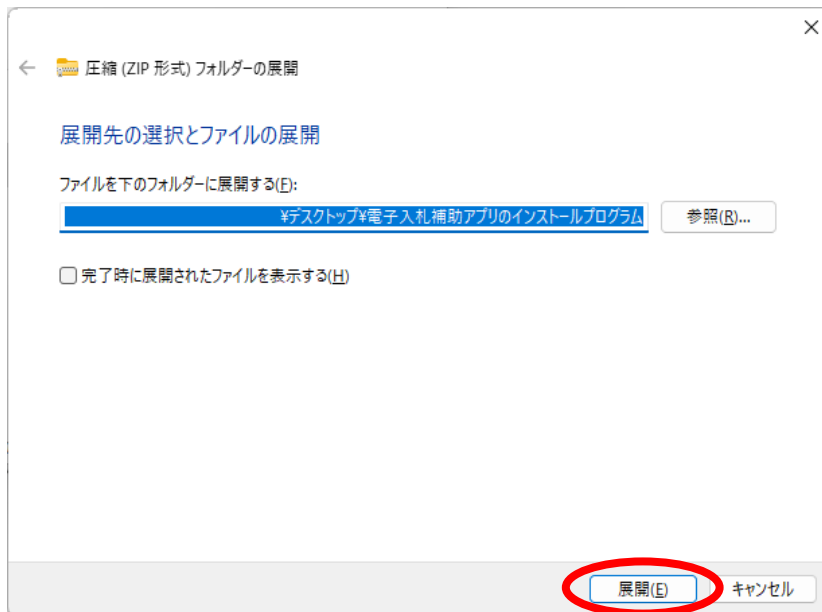 圧縮 (ZIP 形式) フォルダーの展開
展開先の選択とファイルの展開
ファイルを下のフォルダーに展開する(F):
¥デスクトップ¥電子入札補助アプリのインストールプログラム
参照(R)...
完了時に展開されたファイルを表示する(H)
展開(E)
キャンセル